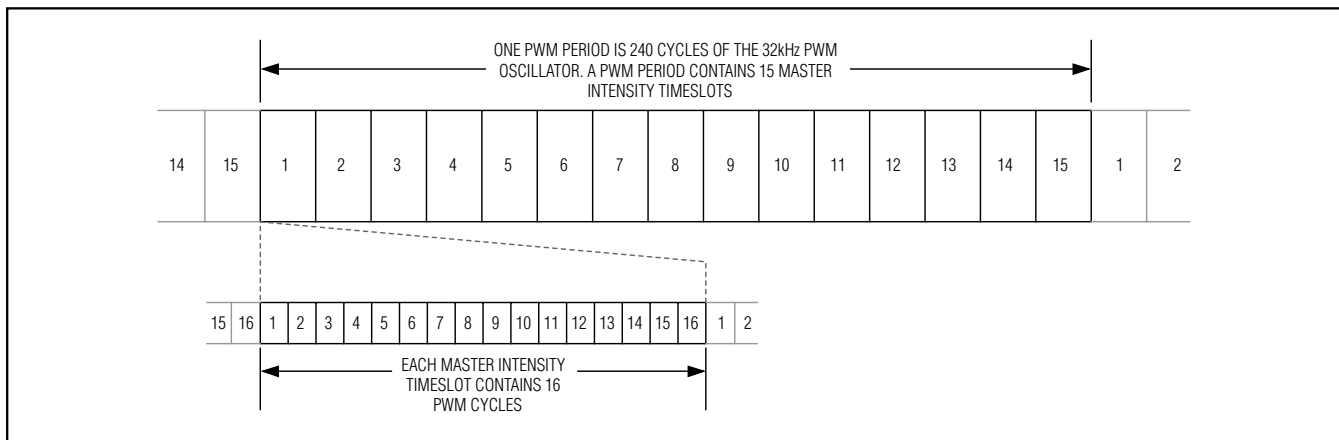 ONE PWM PERIOD IS 240 CYCLES OF THE 32kHz PWM
OSCILLATOR. A PWM PERIOD CONTAINS 15 MASTER
INTENSITY TIMESLOTS
14 15 1 2 3 4 5 6 7 8 9 10 11 12 13 14 15 1 2
15 16 1 2 3 4 5 6 7 8 9 10 11 12 13 14 15 16 1 2
EACH MASTER INTENSITY
TIMESLOT CONTAINS 16
PWM CYCLES